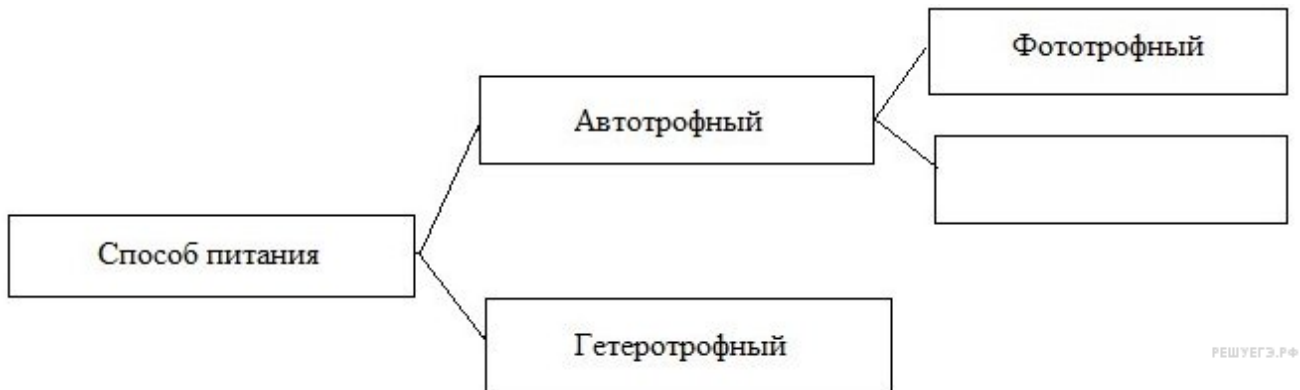 Фототрофный
Автотрофный
Способ питания
Гетеротрофный
РЕШУЕГЭ.РФ